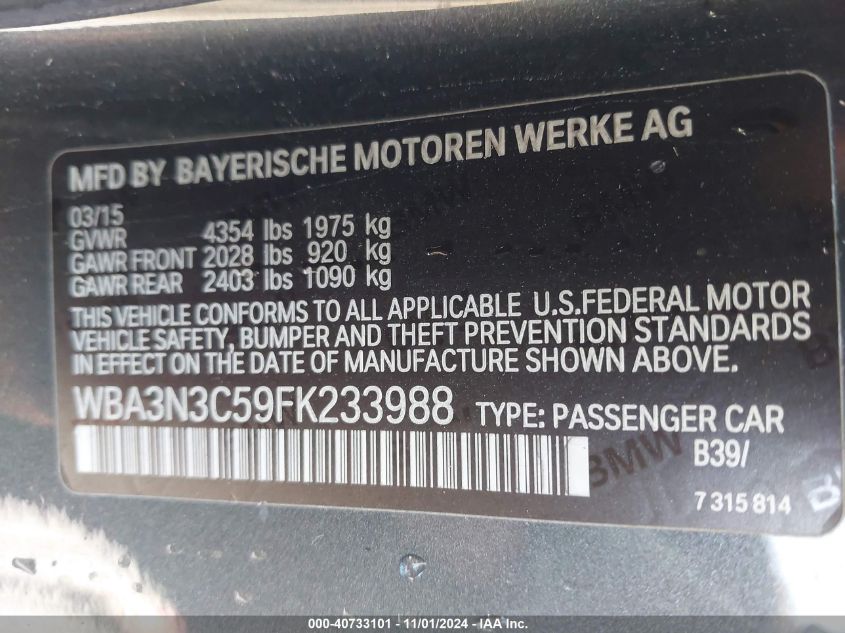 MFD BY BAYERISCHE MOTOREN WERKE AG
03/15
GVWR 4354 lbs 1975 kg
GAWR FRONT 2028 lbs 920 kg
GAWR REAR 2403 lbs 1090 kg
THIS VEHICLE CONFORMS TO ALL APPLICABLE U.S.FEDERAL MOTOR
VEHICLE SAFETY, BUMPER AND THEFT PREVENTION STANDARDS
IN EFFECT ON THE DATE OF MANUFACTURE SHOWN ABOVE.
WBA3N3C59FK233988 TYPE: PASSENGER CAR
B39/
BMW
7 315 814
000-40733101 - 11/01/2024 - IAA Inc.